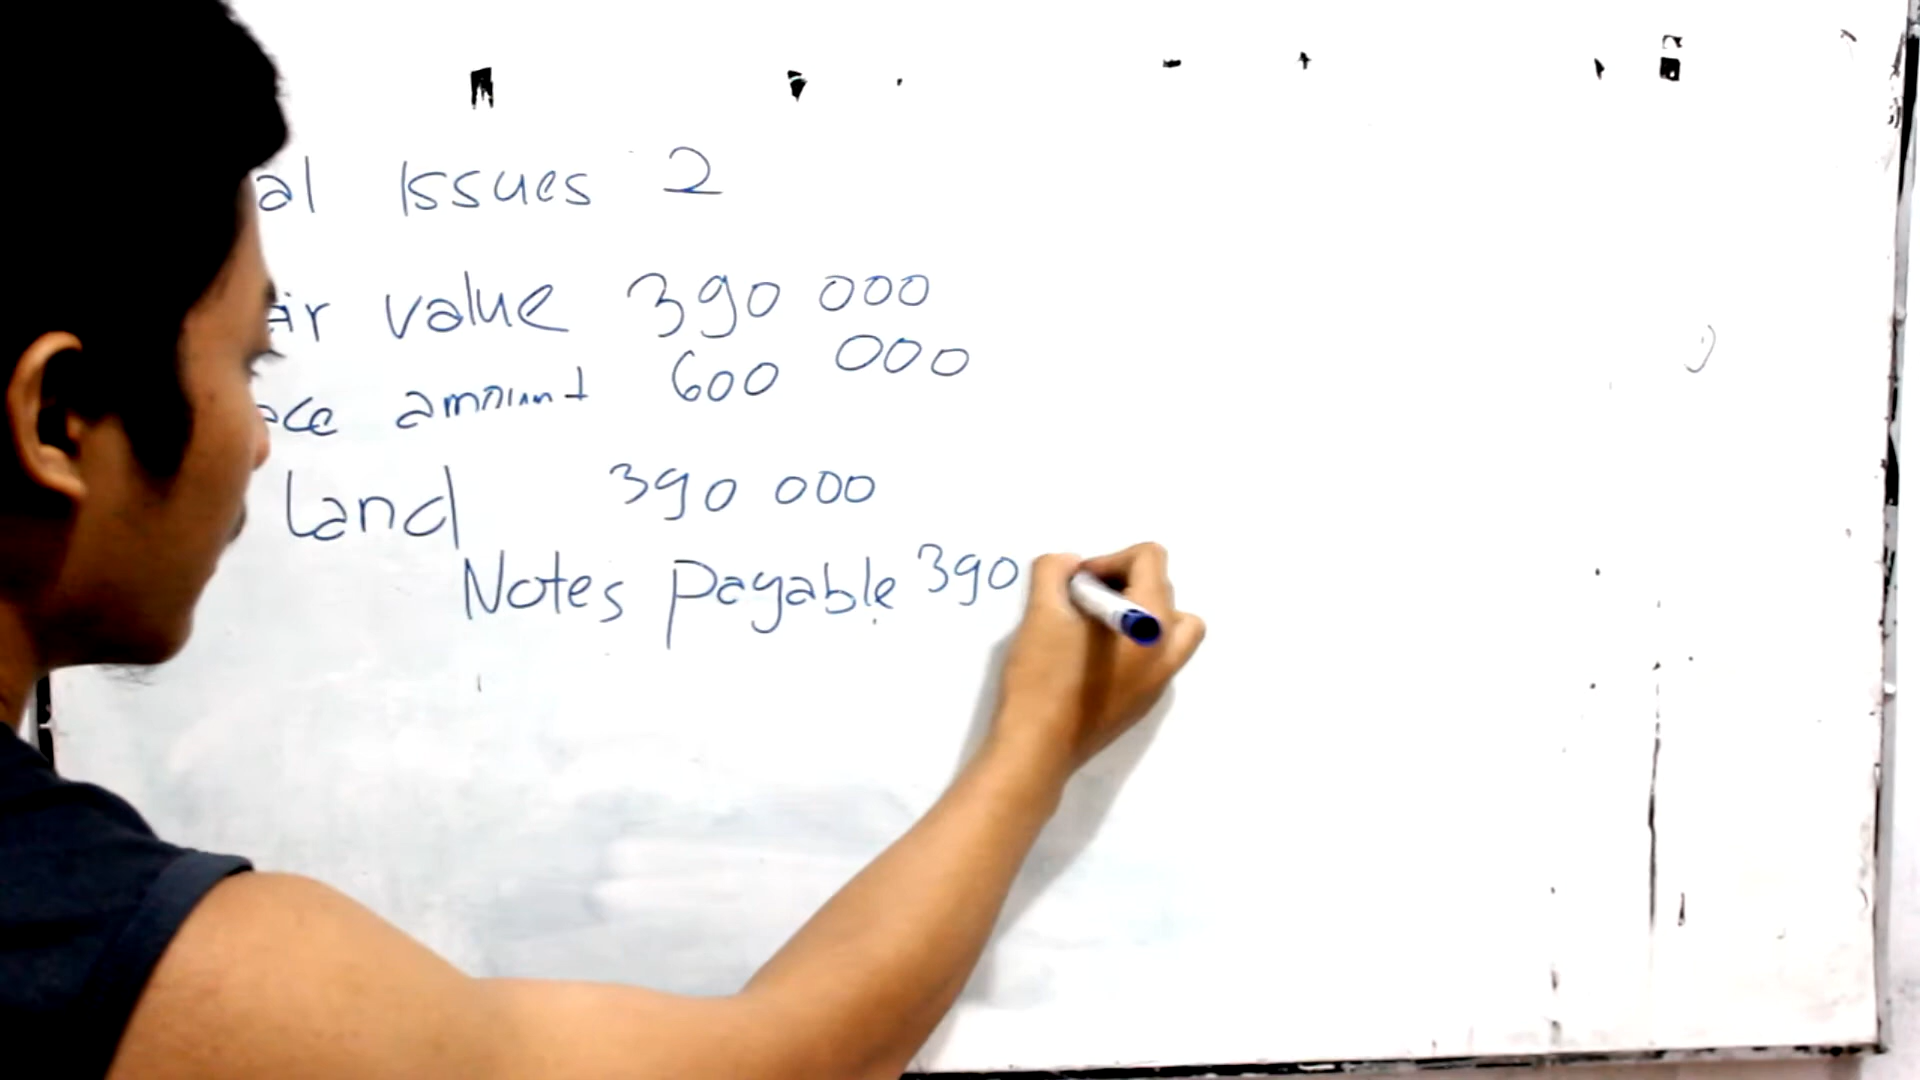 al Issues 2
air value 390 000
ace amount 600 000
Land 390 000
Notes Payable 390